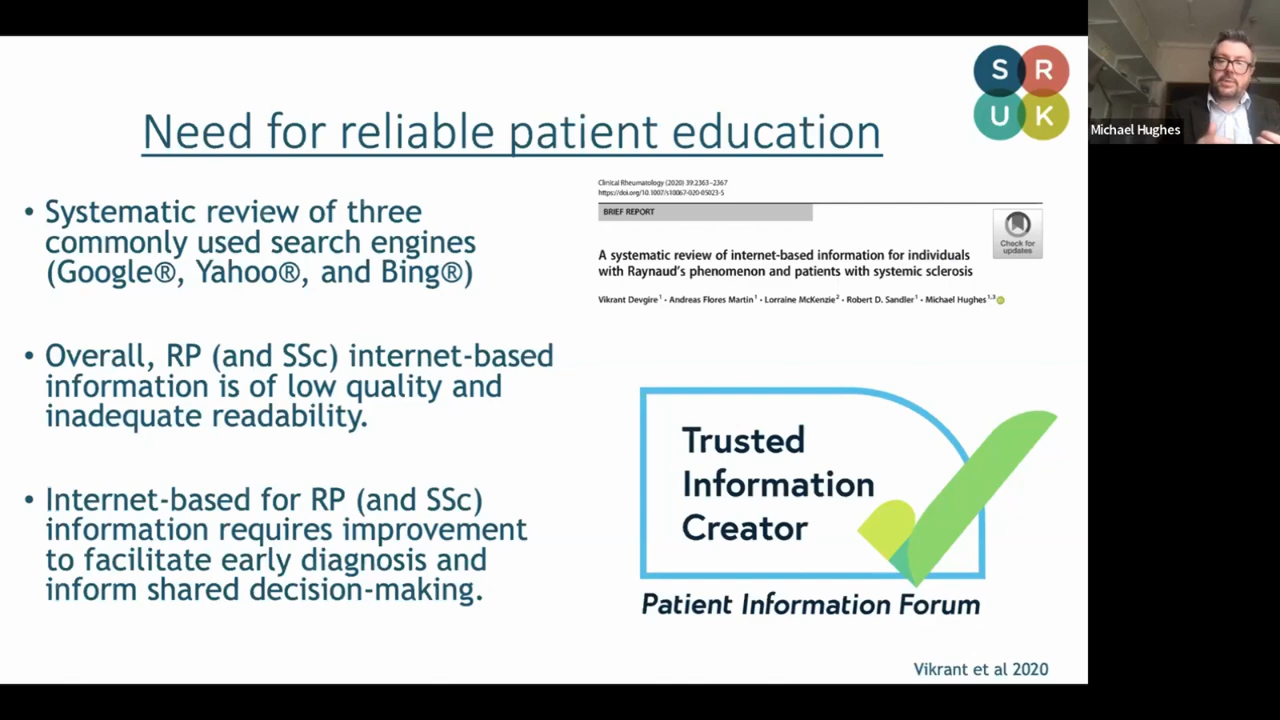 S R
U K
Michael Hughes
Need for reliable patient education
• Systematic review of three
commonly used search engines
(Google®, Yahoo®, and Bing®)
• Overall, RP (and SSc) internet-based
information is of low quality and
inadequate readability.
• Internet-based for RP (and SSc)
information requires improvement
to facilitate early diagnosis and
inform shared decision-making.
Clinical Rheumatology (2020) 39:2363–2367
https://doi.org/10.1007/s10067-020-05023-5
BRIEF REPORT
Check for
updates
A systematic review of internet-based information for individuals
with Raynaud's phenomenon and patients with systemic sclerosis
Vikrant Devgire1 · Andreas Flores Martin1 · Lorraine McKenzie2 · Robert D. Sandler1 · Michael Hughes1,3
Trusted
Information
Creator
Patient Information Forum
Vikrant et al 2020